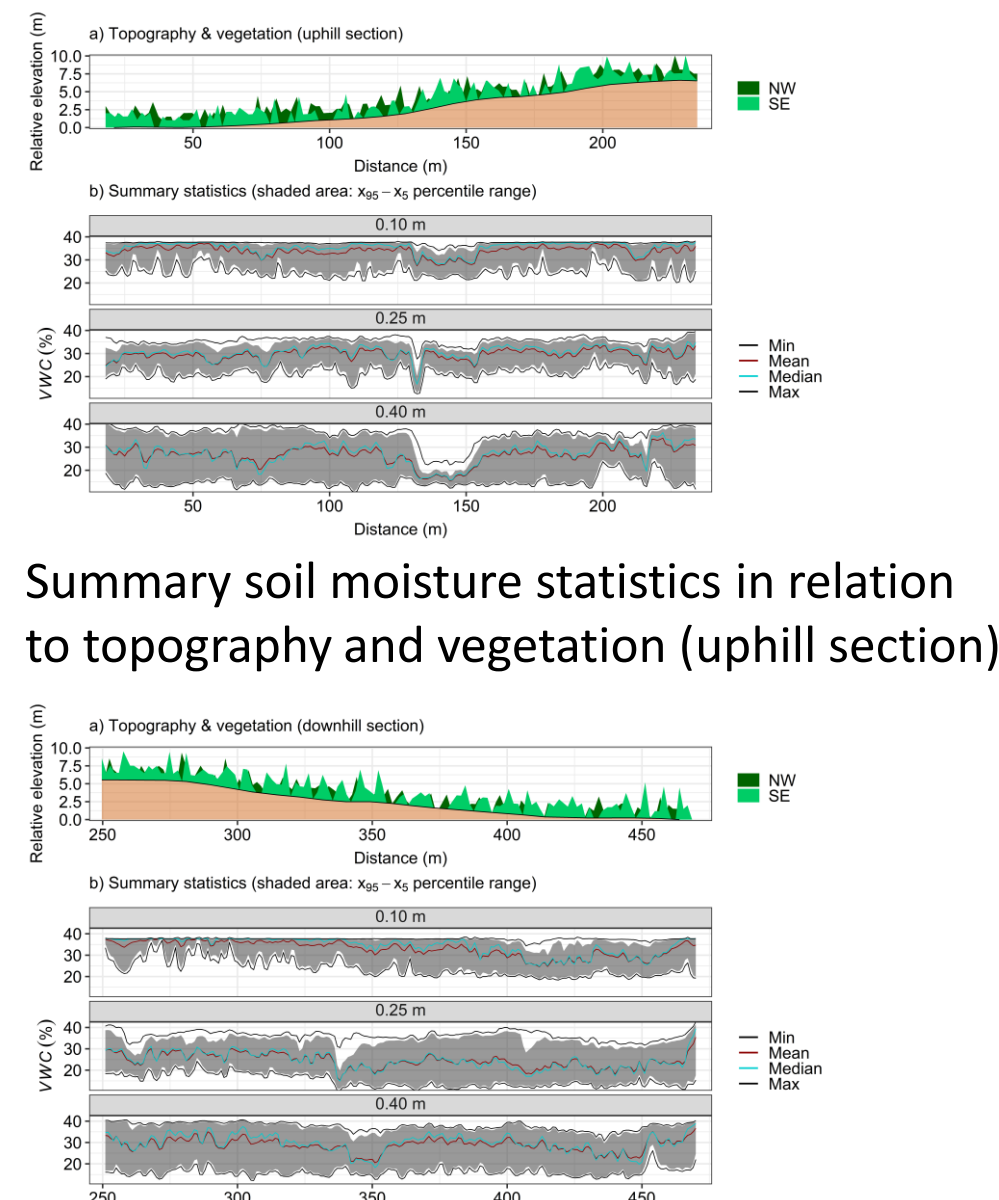 a) Topography & vegetation (uphill section)
Relative elevation (m)
10.0
7.5
5.0
2.5
0.0
50 100 150 200
Distance (m)
NW
SE
b) Summary statistics (shaded area: x₉₅ – x₅ percentile range)
0.10 m
40
30
20
0.25 m
40
30
20
0.40 m
40
30
20
VWC (%)
50 100 150 200
Distance (m)
Min
Mean
Median
Max
Summary soil moisture statistics in relation
to topography and vegetation (uphill section)
a) Topography & vegetation (downhill section)
Relative elevation (m)
10.0
7.5
5.0
2.5
0.0
250 300 350 400 450
Distance (m)
NW
SE
b) Summary statistics (shaded area: x₉₅ – x₅ percentile range)
0.10 m
40
30
20
0.25 m
40
30
20
0.40 m
40
30
20
VWC (%)
Min
Mean
Median
Max
250 300 350 400 450